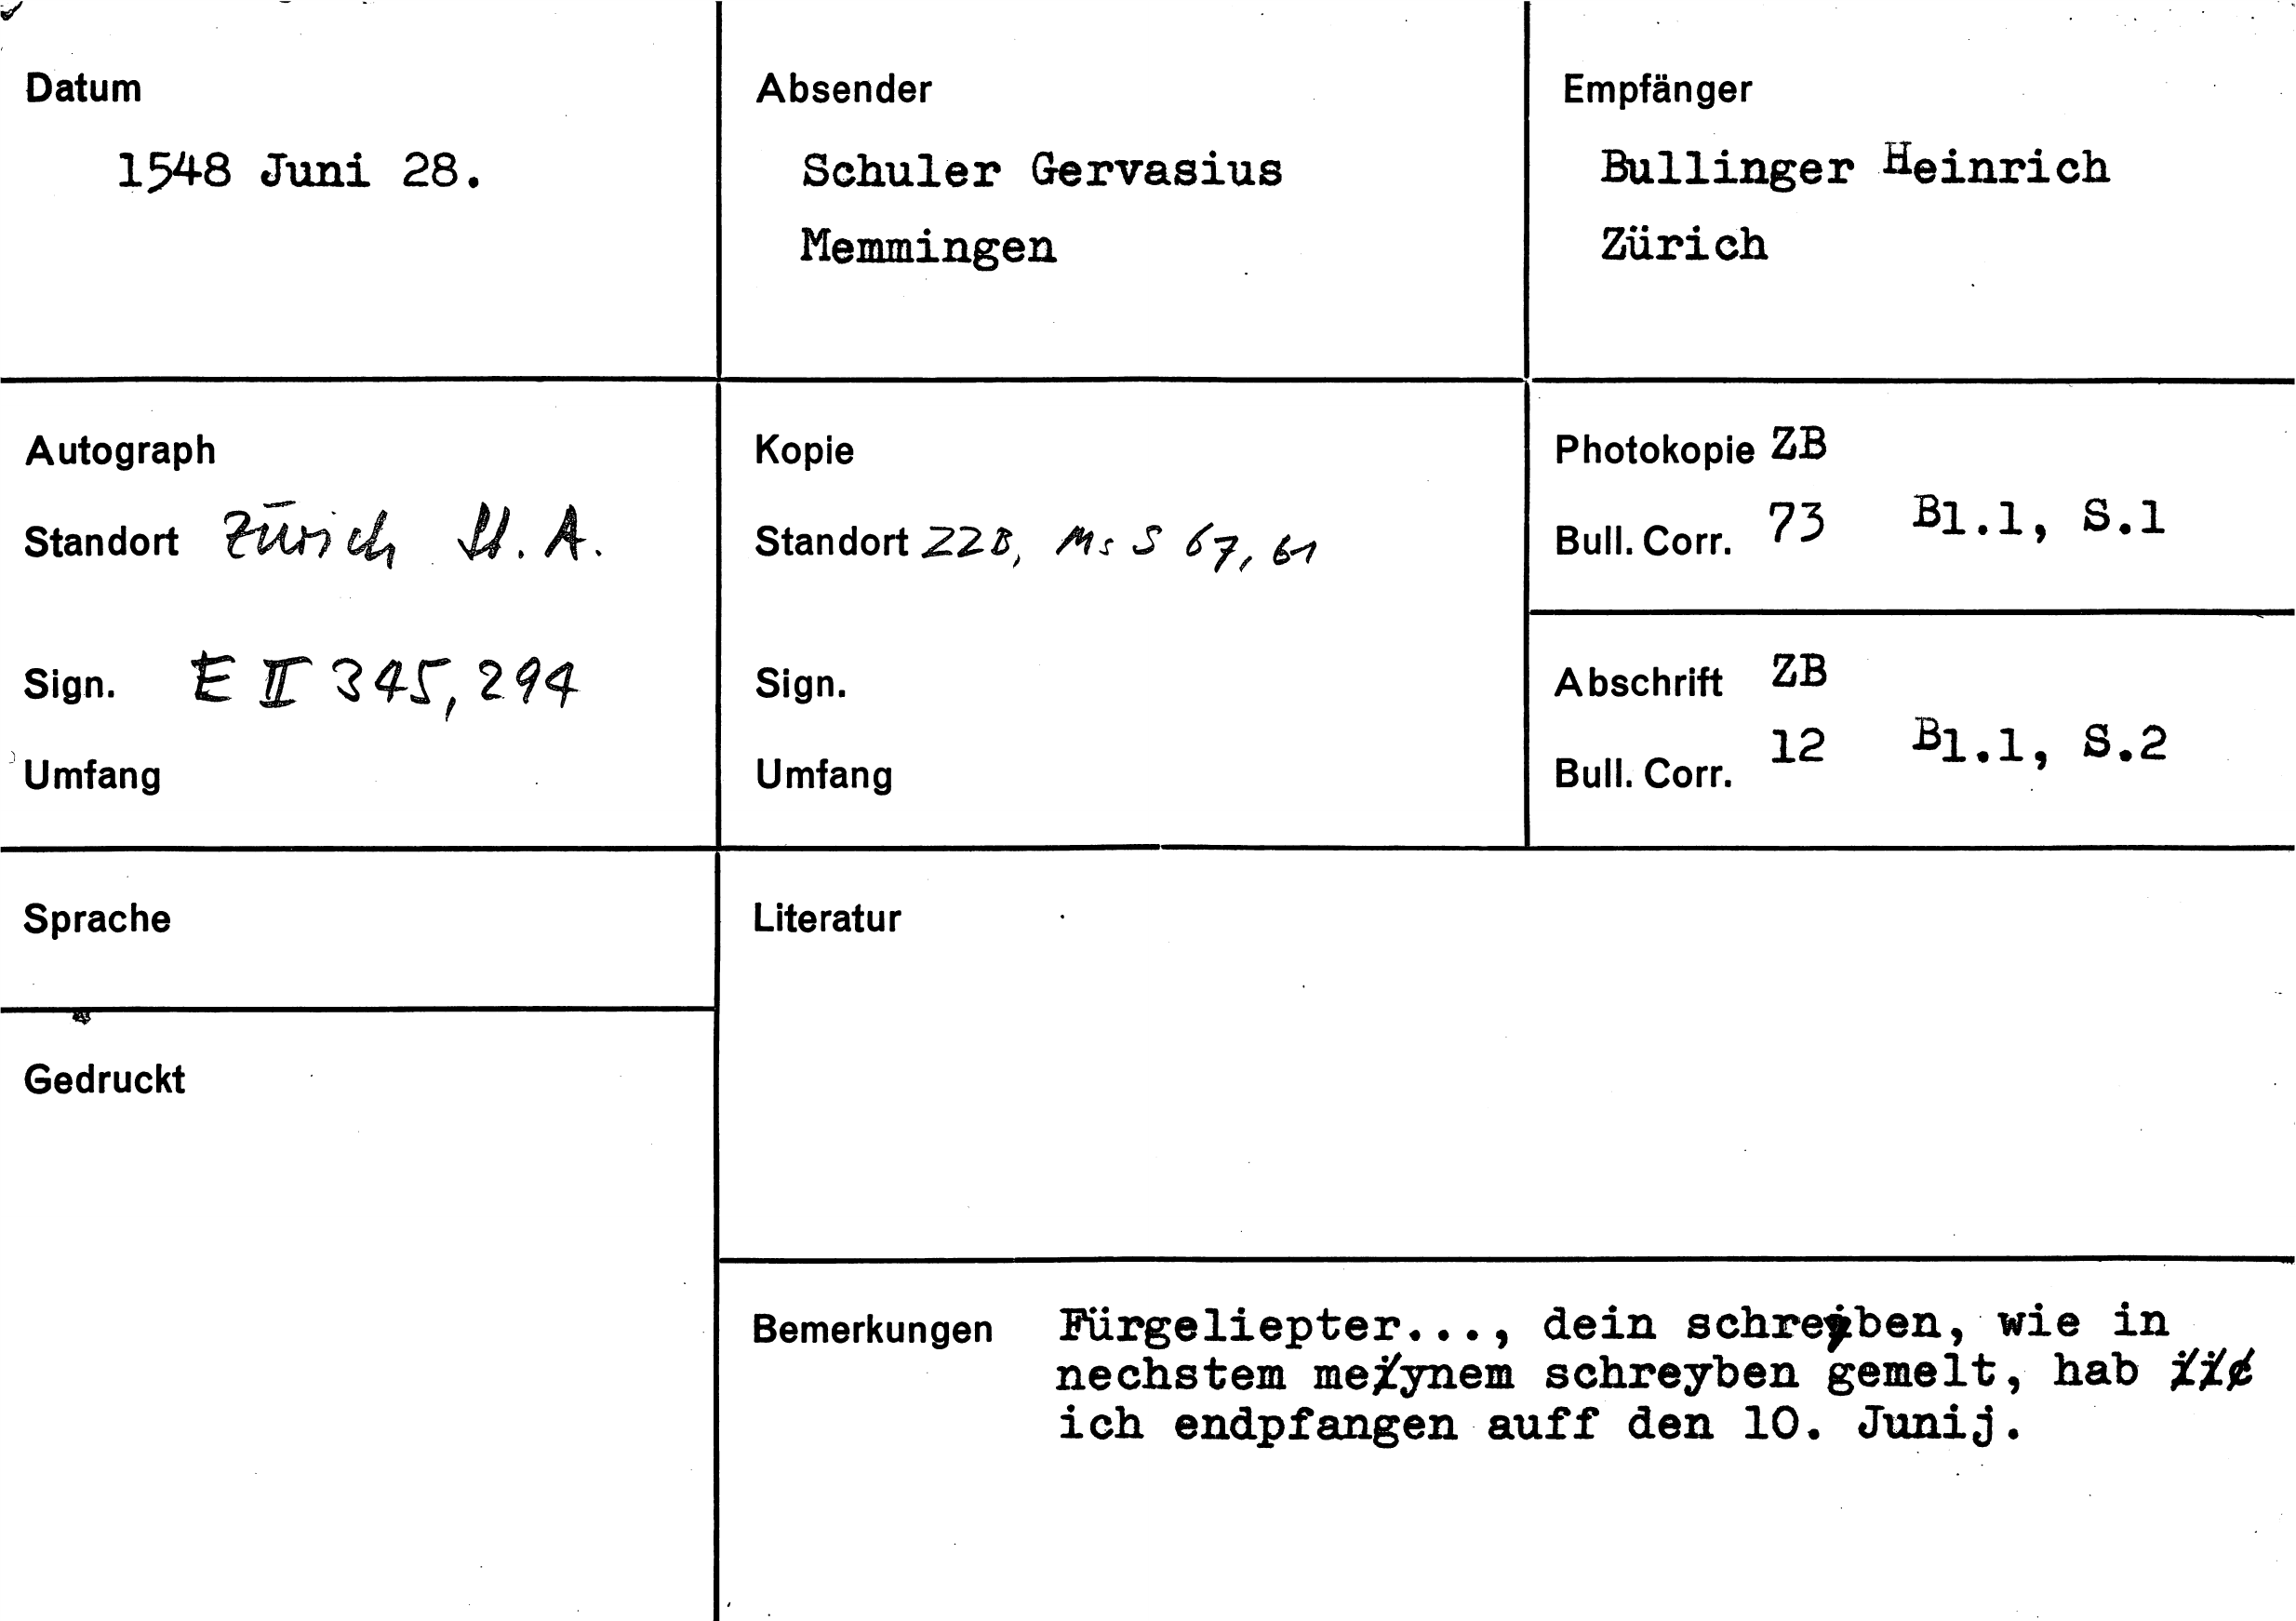 Datum
1548 Juni 28.
Absender
Schuler Gervasius
Memmingen
Empfänger
Bullinger Heinrich
Zürich
Autograph
Standort Zürich St. A.
Sign. E II 345, 294
Umfang
Kopie
Standort ZZB, Ms S 67, 61
Sign.
Umfang
Photokopie ZB
Bull. Corr. 73 Bl.1, S.1
Abschrift ZB
Bull. Corr. 12 Bl.1, S.2
Sprache
Gedruckt
Literatur
Bemerkungen Fürgeliepter..., dein schreyben, wie in
nechstem meynem schreyben gemelt, hab
ich endpfangen auff den 10. Junij.